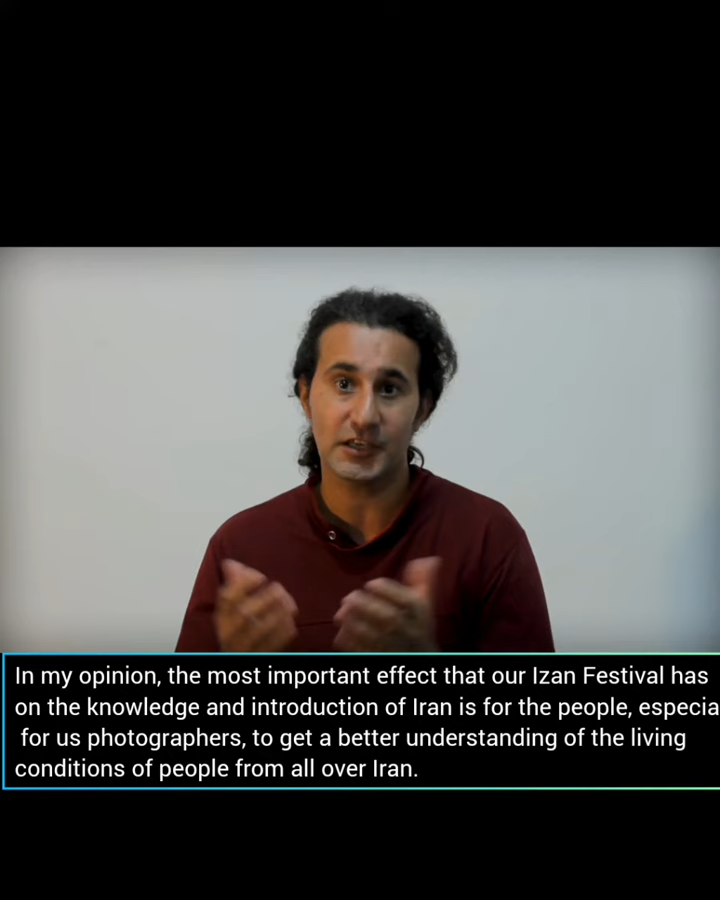 In my opinion, the most important effect that our Izan Festival has
on the knowledge and introduction of Iran is for the people, especia
for us photographers, to get a better understanding of the living
conditions of people from all over Iran.